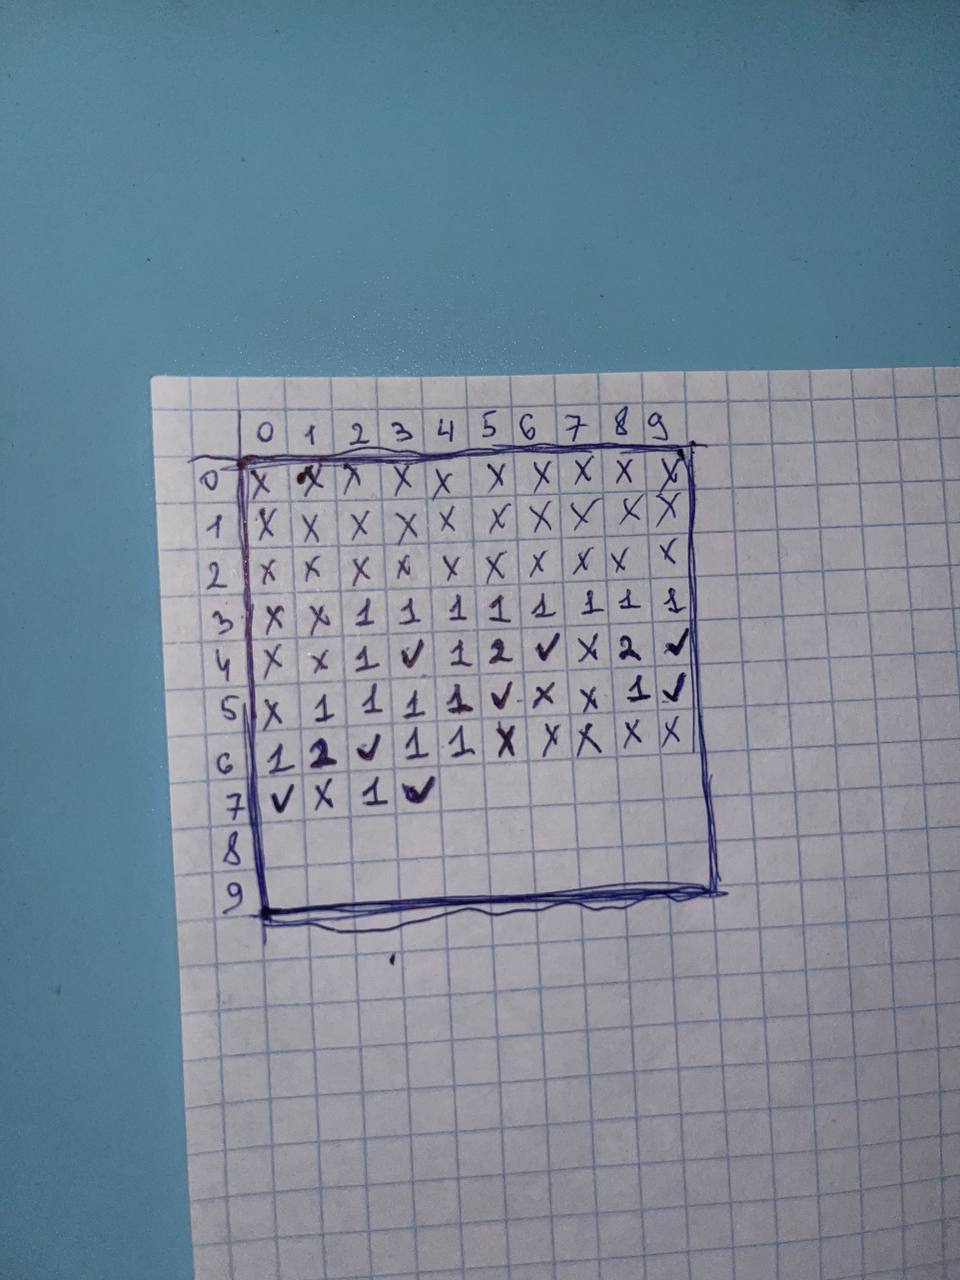 0 1 2 3 4 5 6 7 8 9
0 X X X X X X X X X X
1 X X X X X X X X X X
2 X X X X X X X X X X
3 X X 1 1 1 1 1 1 1 1
4 X X 1 ✓ 1 2 ✓ X 2 ✓
5 X 1 1 1 1 ✓ X X 1 ✓
6 1 2 ✓ 1 1 X X X X X
7 ✓ X 1 ✓
8
9